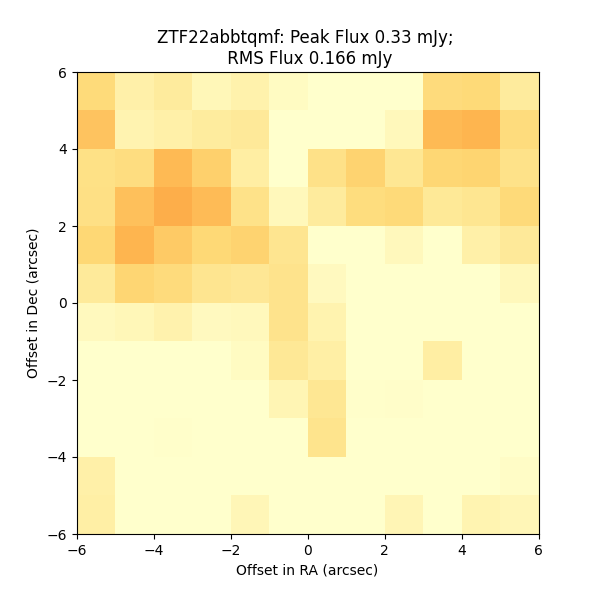 ZTF22abbtqmf: Peak Flux 0.33 mJy;
RMS Flux 0.166 mJy
6
4
2
0
−2
−4
−6
Offset in Dec (arcsec)
−6 −4 −2 0 2 4 6
Offset in RA (arcsec)